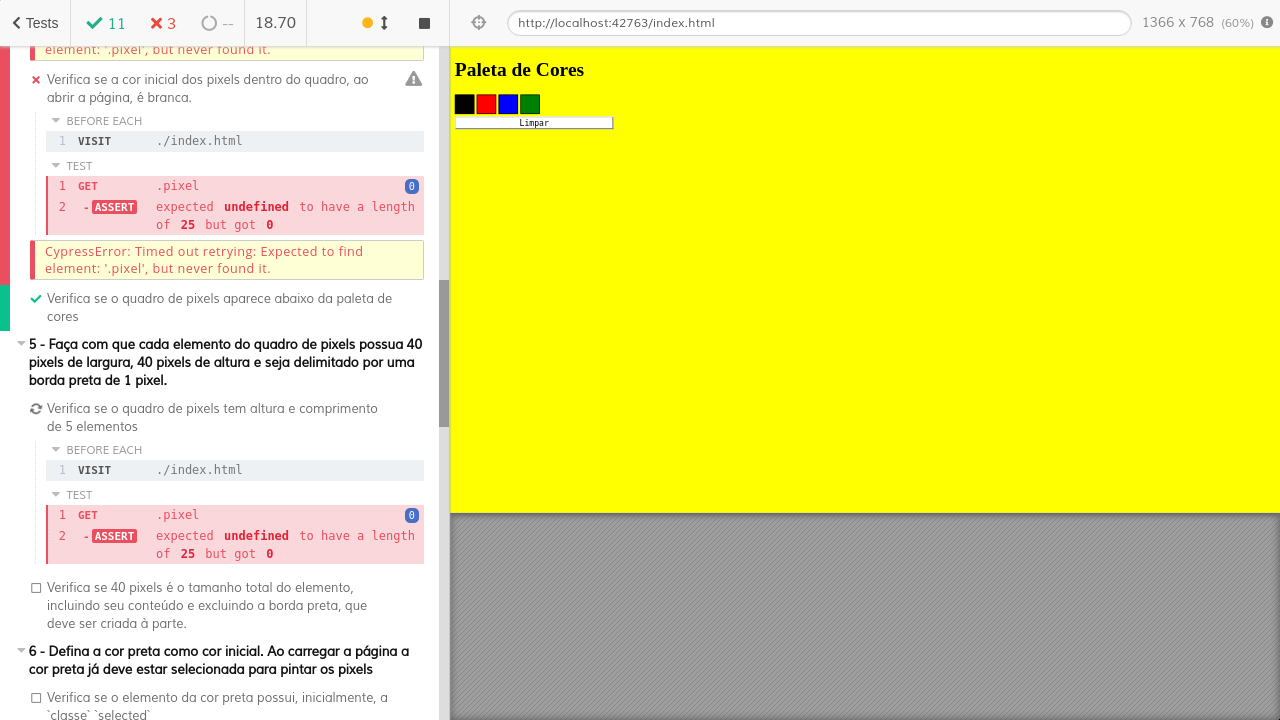 Tests
11
3
--
18.70
http://localhost:42763/index.html
1366 x 768 (60%)
element: '.pixel', but never found it.
Verifica se a cor inicial dos pixels dentro do quadro, ao
abrir a página, é branca.
BEFORE EACH
1 VISIT ./index.html
TEST
1 GET .pixel 0
2 -ASSERT expected undefined to have a length
of 25 but got 0
CypressError: Timed out retrying: Expected to find
element: '.pixel', but never found it.
Verifica se o quadro de pixels aparece abaixo da paleta de
cores
5 - Faça com que cada elemento do quadro de pixels possua 40
pixels de largura, 40 pixels de altura e seja delimitado por uma
borda preta de 1 pixel.
Verifica se o quadro de pixels tem altura e comprimento
de 5 elementos
BEFORE EACH
1 VISIT ./index.html
TEST
1 GET .pixel 0
2 -ASSERT expected undefined to have a length
of 25 but got 0
Verifica se 40 pixels é o tamanho total do elemento,
incluindo seu conteúdo e excluindo a borda preta, que
deve ser criada à parte.
6 - Defina a cor preta como cor inicial. Ao carregar a página a
cor preta já deve estar selecionada para pintar os pixels
Verifica se o elemento da cor preta possui, inicialmente, a
`classe` `selected`
Paleta de Cores
Limpar